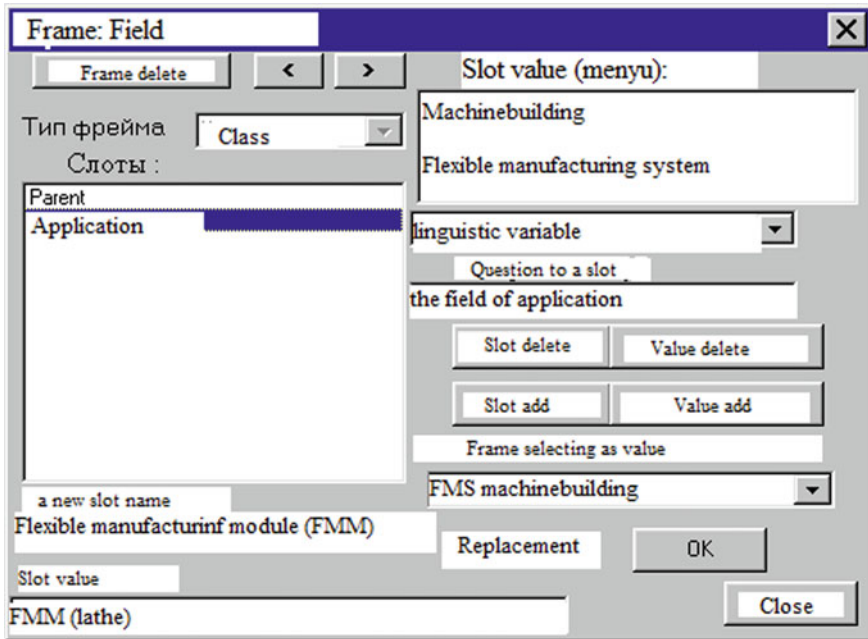 Frame: Field
Frame delete
<
>
Тип фрейма
Class
Слоты :
Parent
Application
Slot value (menyu):
Machinebuilding
Flexible manufacturing system
linguistic variable
Question to a slot
the field of application
Slot delete
Value delete
Slot add
Value add
Frame selecting as value
FMS machinebuilding
a new slot name
Flexible manufacturinf module (FMM)
Replacement
OK
Slot value
FMM (lathe)
Close